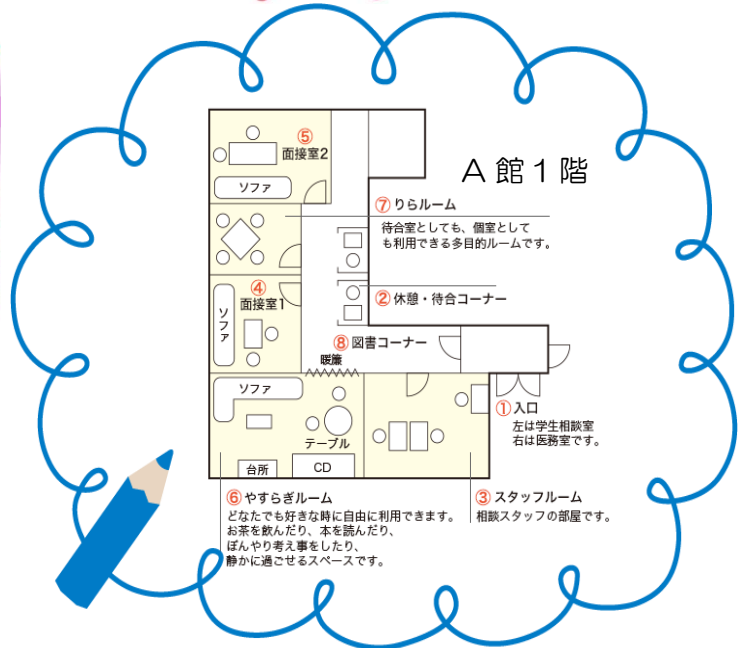 A館1階
⑤
面接室2
ソファ
⑦ りらルーム
待合室としても、個室として
も利用できる多目的ルームです。
④
面接室1
ソファ
② 休憩・待合コーナー
⑧ 図書コーナー
暖簾
ソファ
テーブル
台所
CD
① 入口
左は学生相談室
右は医務室です。
⑥ やすらぎルーム
どなたでも好きな時に自由に利用できます。
お茶を飲んだり、本を読んだり、
ぼんやり考え事をしたり、
静かに過ごせるスペースです。
③ スタッフルーム
相談スタッフの部屋です。